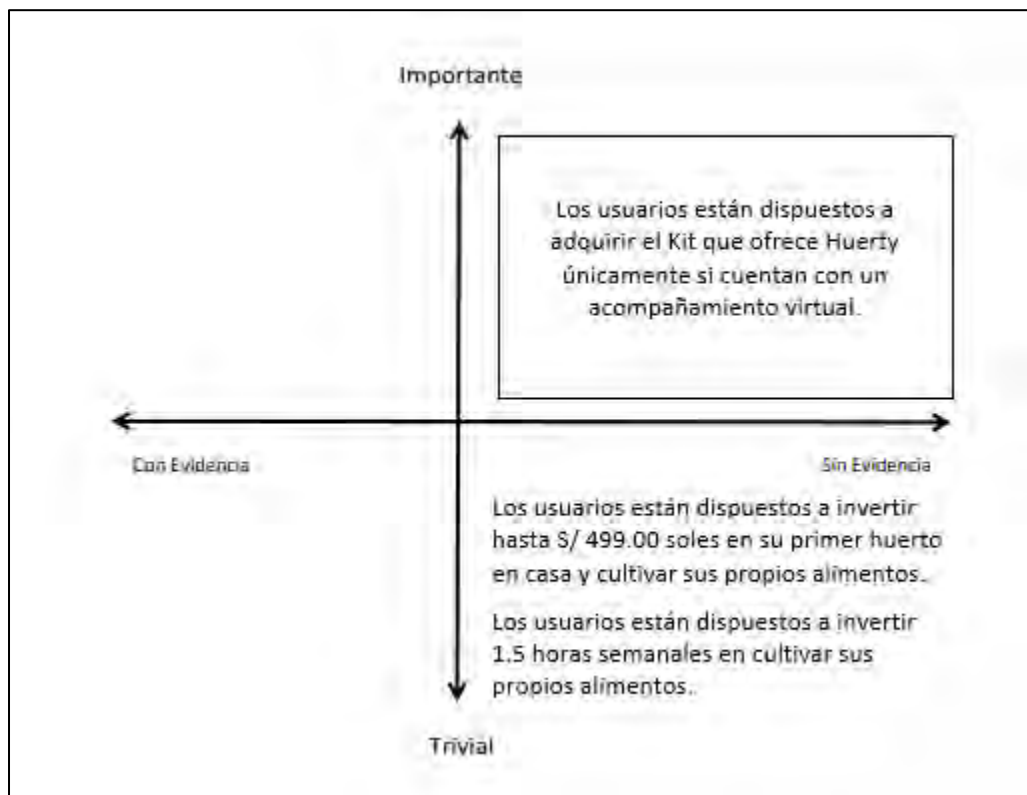 Importante
Los usuarios están dispuestos a
adquirir el Kit que ofrece Huerty
únicamente si cuentan con un
acompañamiento virtual.
Con Evidencia
Sin Evidencia
Los usuarios están dispuestos a invertir
hasta S/ 499.00 soles en su primer huerto
en casa y cultivar sus propios alimentos.
Los usuarios están dispuestos a invertir
1.5 horas semanales en cultivar sus
propios alimentos.
Trivial